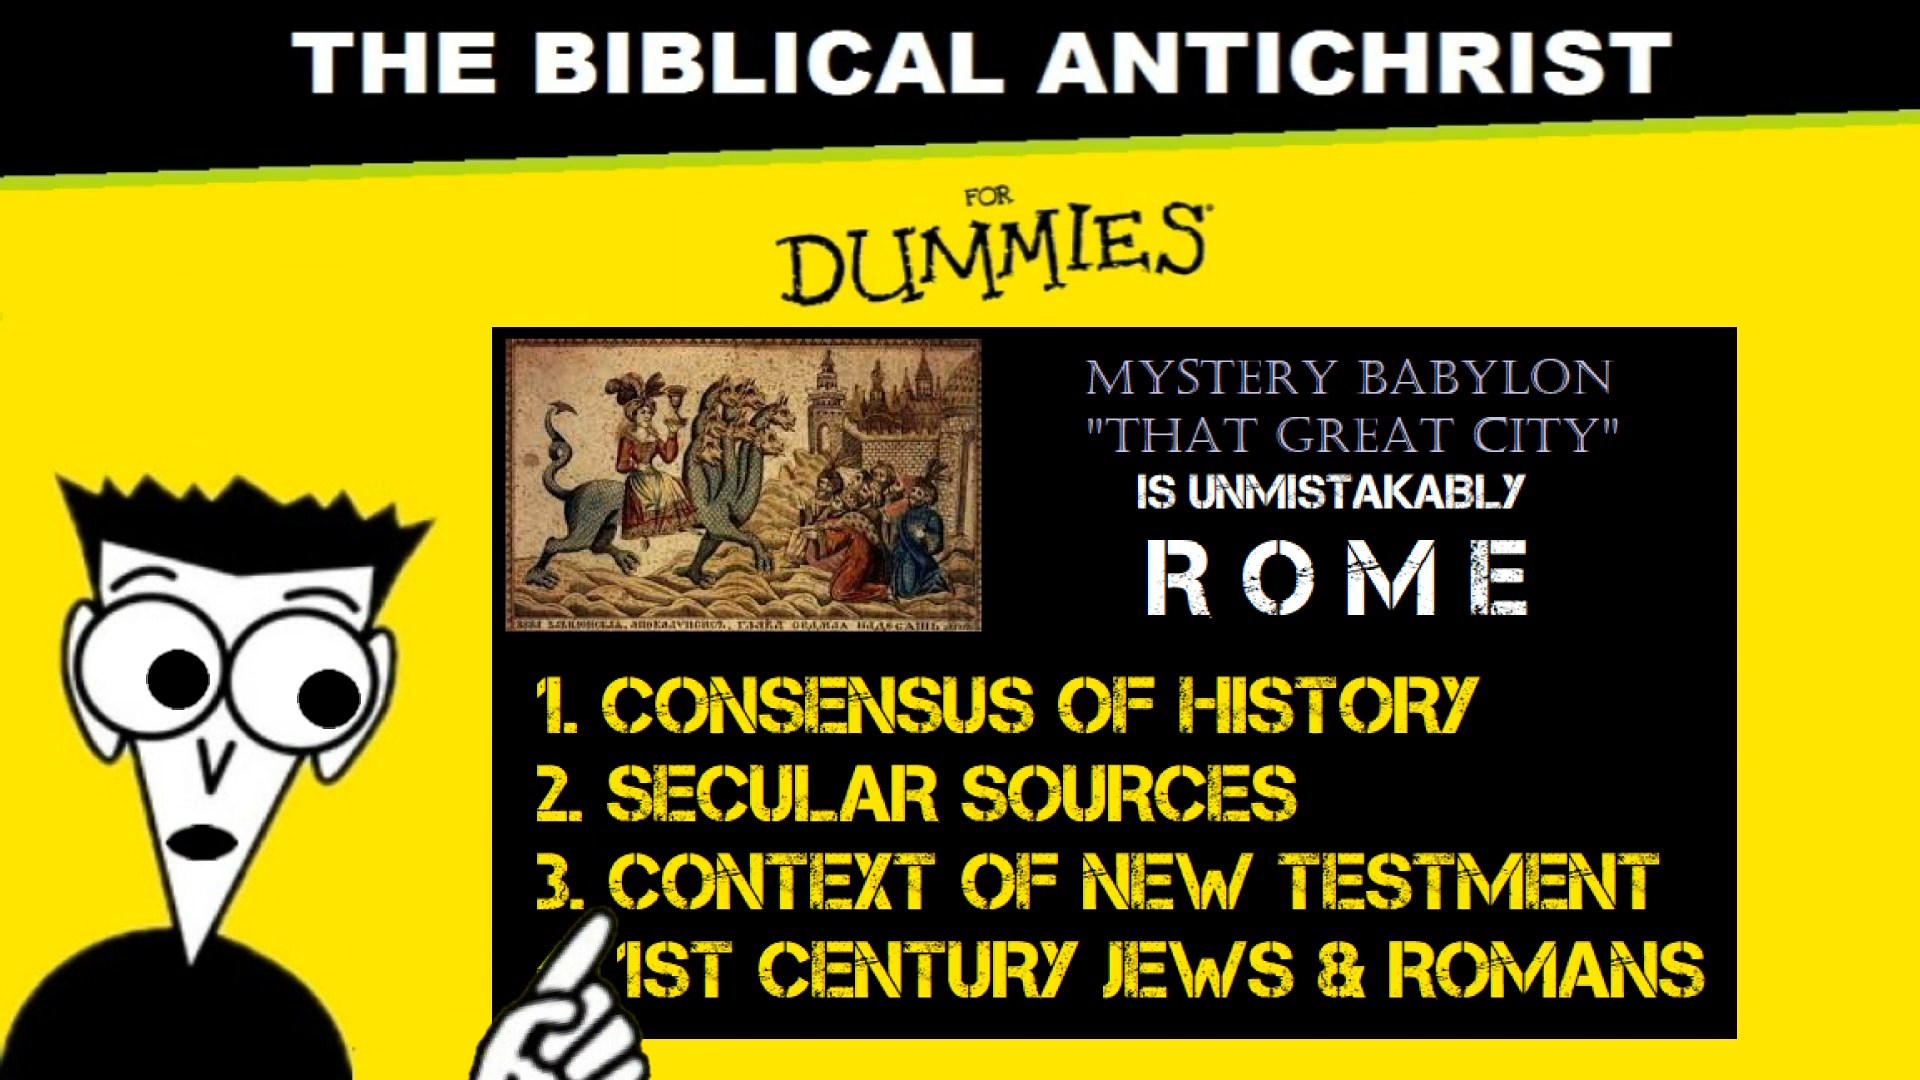 THE BIBLICAL ANTICHRIST
FOR
DUMMIES
MYSTERY BABYLON
"THAT GREAT CITY"
IS UNMISTAKABLY
ROME
1. CONSENSUS OF HISTORY
2. SECULAR SOURCES
3. CONTEXT OF NEW TESTMENT
1ST CENTURY JEWS & ROMANS